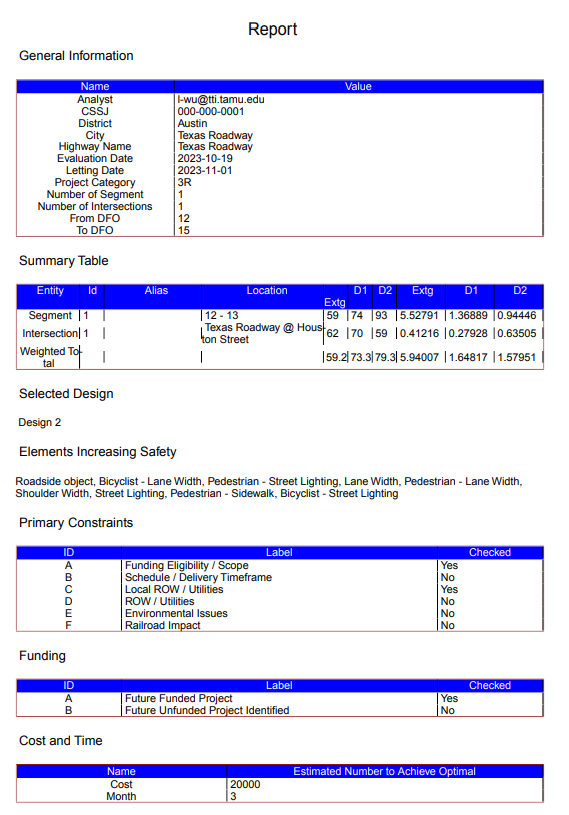 Report
General Information
Name Value
Analyst l-wu@tti.tamu.edu
CSSJ 000-000-0001
District Austin
City Texas Roadway
Highway Name Texas Roadway
Evaluation Date 2023-10-19
Letting Date 2023-11-01
Project Category 3R
Number of Segment 1
Number of Intersections 1
From DFO 12
To DFO 15
Summary Table
Entity Id Alias Location Extg D1 D2 Extg D1 D2
Segment 1 12 - 13 59 74 93 5.52791 1.36889 0.94446
Intersection 1 Texas Roadway @ Hous-
ton Street 62 70 59 0.41216 0.27928 0.63505
Weighted To-
tal 59.2 73.3 79.3 5.94007 1.64817 1.57951
Selected Design
Design 2
Elements Increasing Safety
Roadside object, Bicyclist - Lane Width, Pedestrian - Street Lighting, Lane Width, Pedestrian - Lane Width,
Shoulder Width, Street Lighting, Pedestrian - Sidewalk, Bicyclist - Street Lighting
Primary Constraints
ID Label Checked
A Funding Eligibility / Scope Yes
B Schedule / Delivery Timeframe No
C Local ROW / Utilities Yes
D ROW / Utilities No
E Environmental Issues No
F Railroad Impact No
Funding
ID Label Checked
A Future Funded Project Yes
B Future Unfunded Project Identified No
Cost and Time
Name Estimated Number to Achieve Optimal
Cost 20000
Month 3